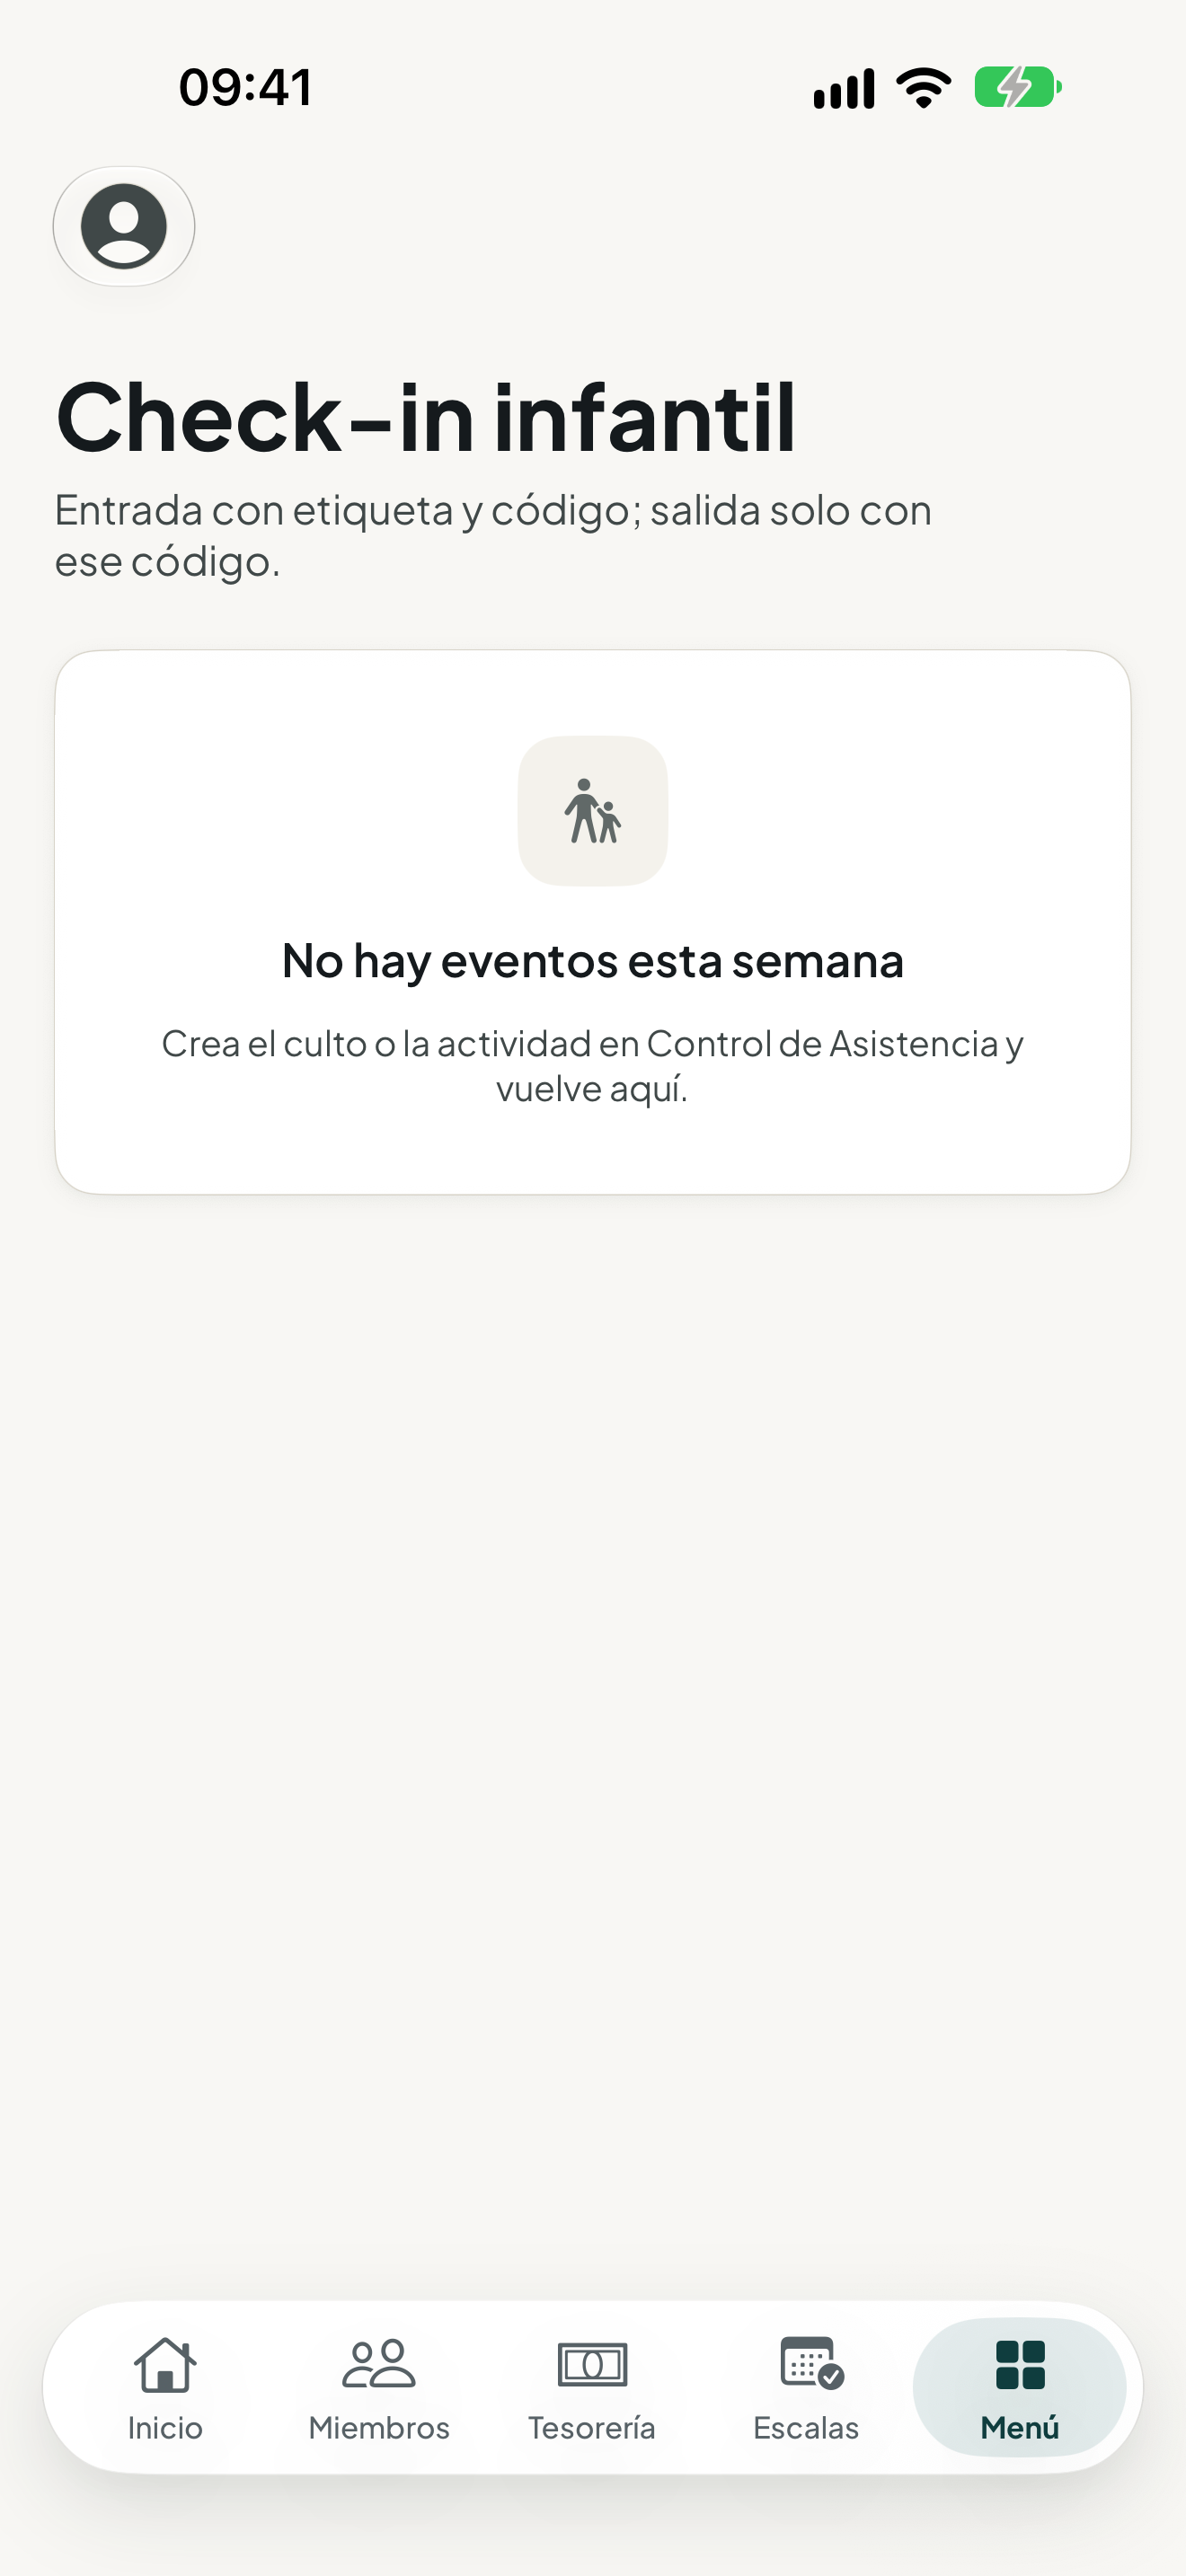 09:41
Check-in infantil
Entrada con etiqueta y código; salida solo con
ese código.
No hay eventos esta semana
Crea el culto o la actividad en Control de Asistencia y
vuelve aquí.
Inicio
Miembros
Tesorería
Escalas
Menú